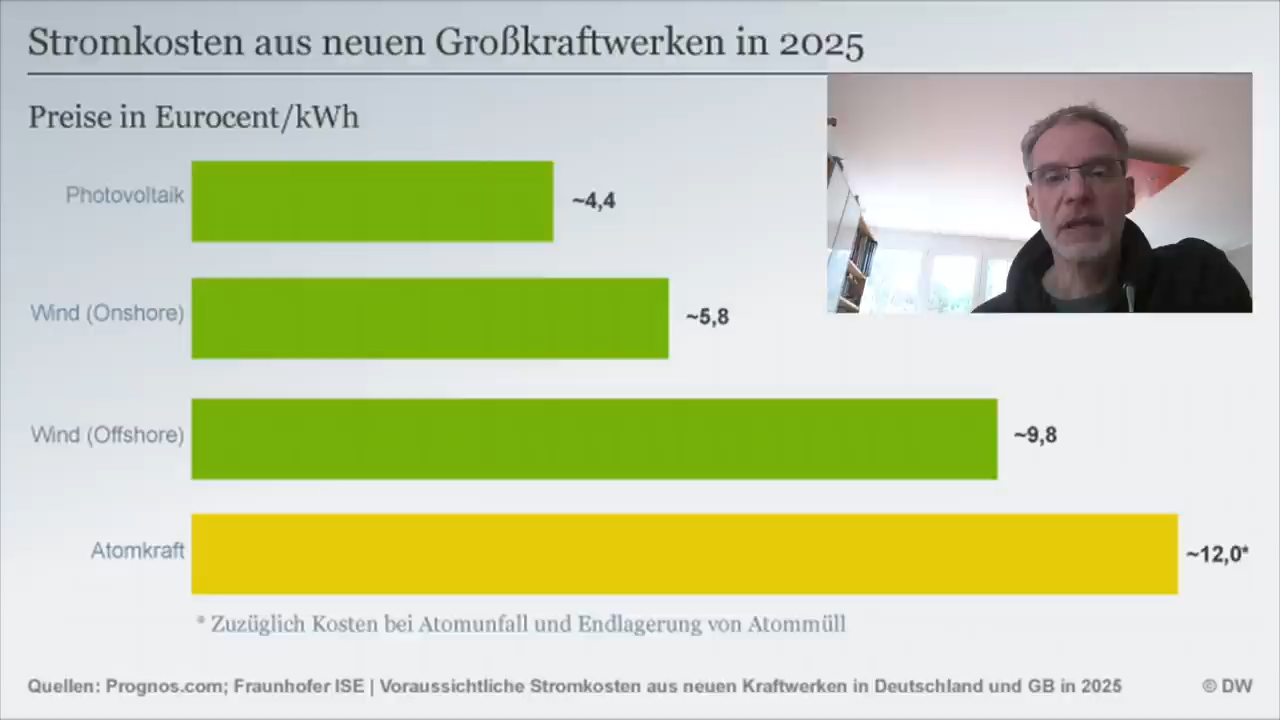 Stromkosten aus neuen Großkraftwerken in 2025
Preise in Eurocent/kWh
Photovoltaik ~4,4
Wind (Onshore) ~5,8
Wind (Offshore) ~9,8
Atomkraft ~12,0*
* Zuzüglich Kosten bei Atomunfall und Endlagerung von Atommüll
Quellen: Prognos.com; Fraunhofer ISE | Voraussichtliche Stromkosten aus neuen Kraftwerken in Deutschland und GB in 2025 © DW